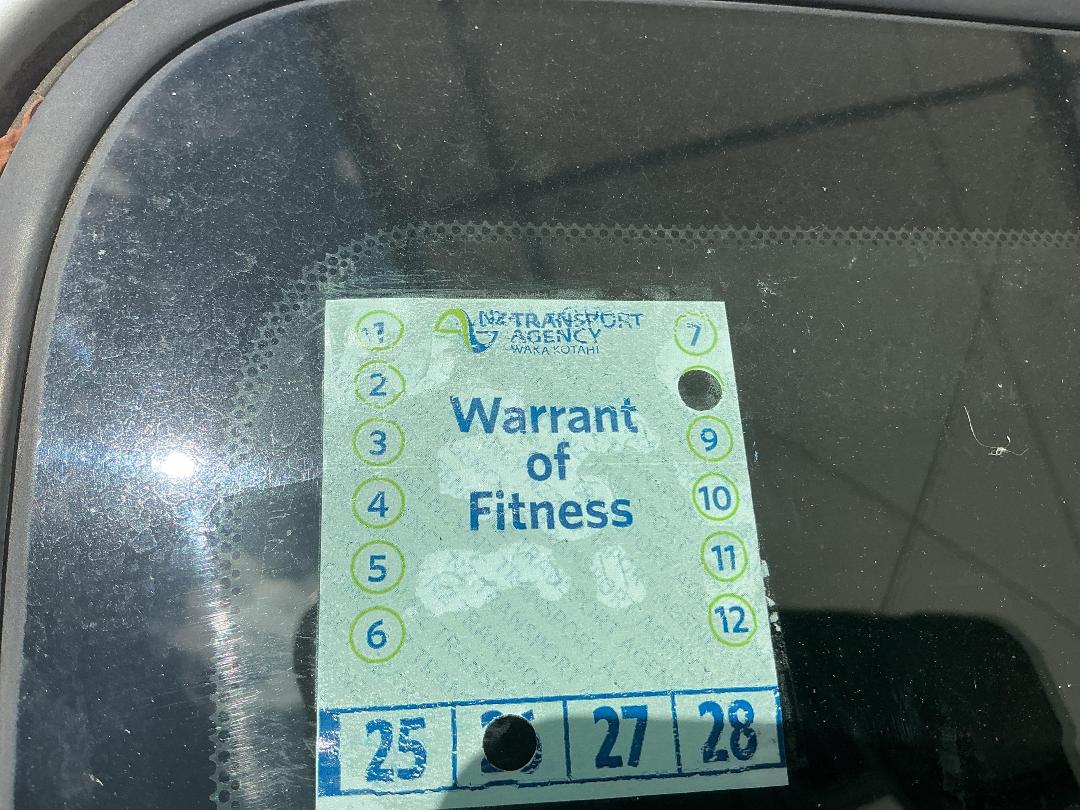 NZ TRANSPORT
AGENCY
WAKA KOTAHI
Warrant
of
Fitness
1
2
3
4
5
6
7
9
10
11
12
25 27 28